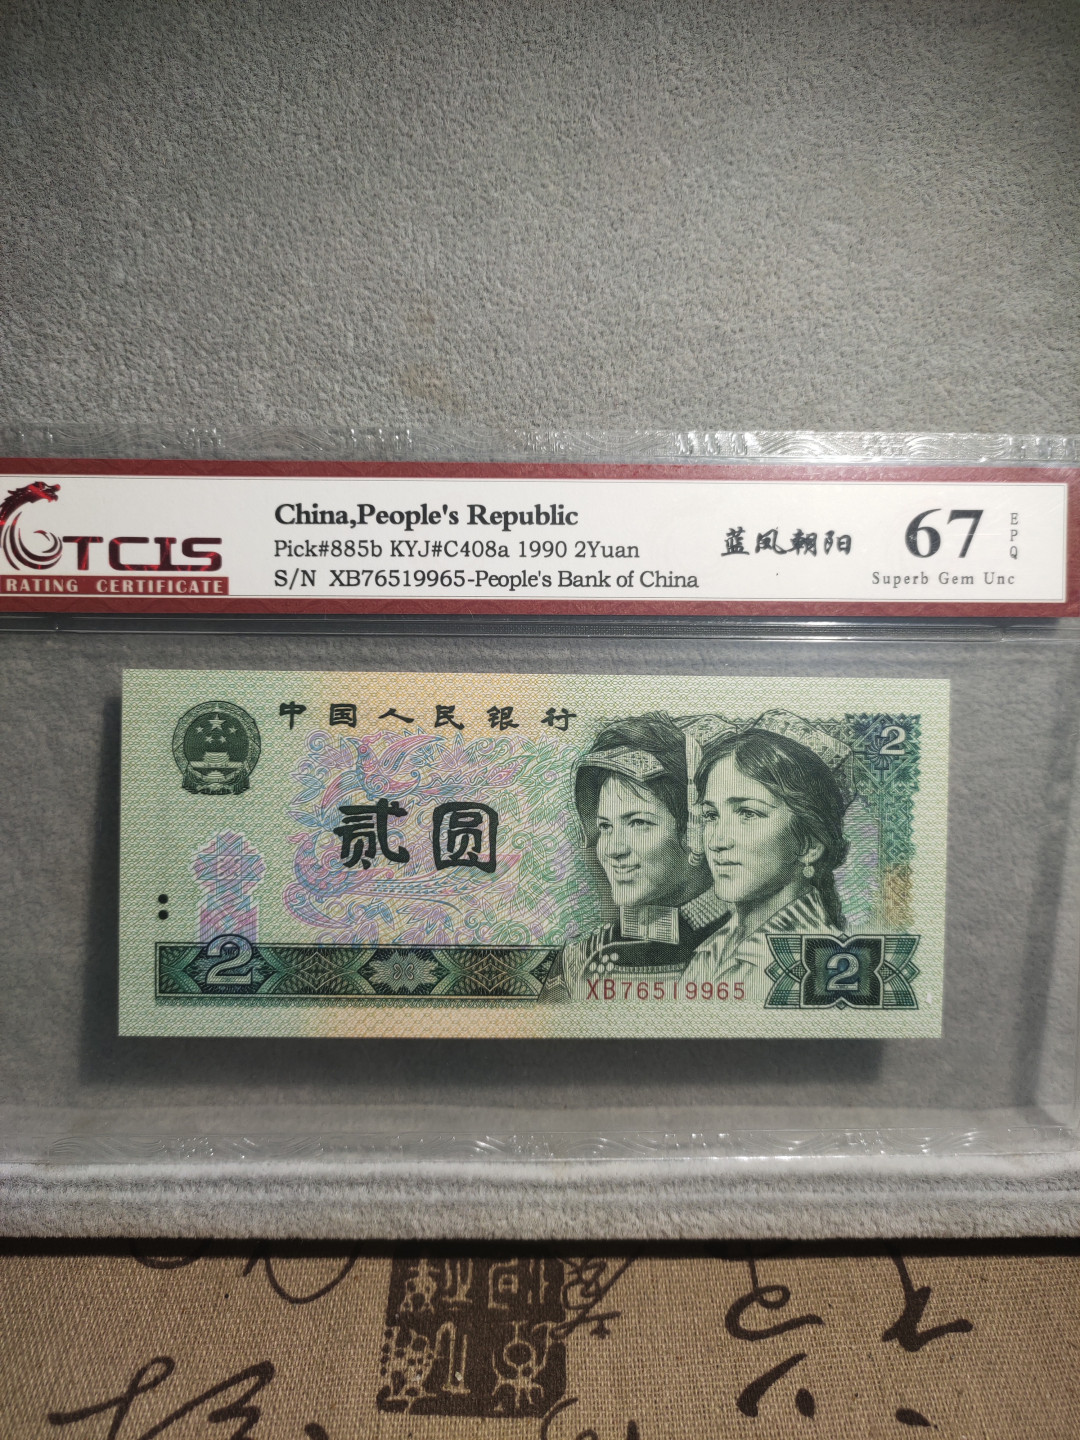 TCIS
RATING CERTIFICATE
China,People's Republic
Pick#885b KYJ#C408a 1990 2Yuan
S/N XB76519965-People's Bank of China
蓝凤朝阳
67
EPQ
Superb Gem Unc
中国人民银行
2
贰圆
2
XB76519965
2